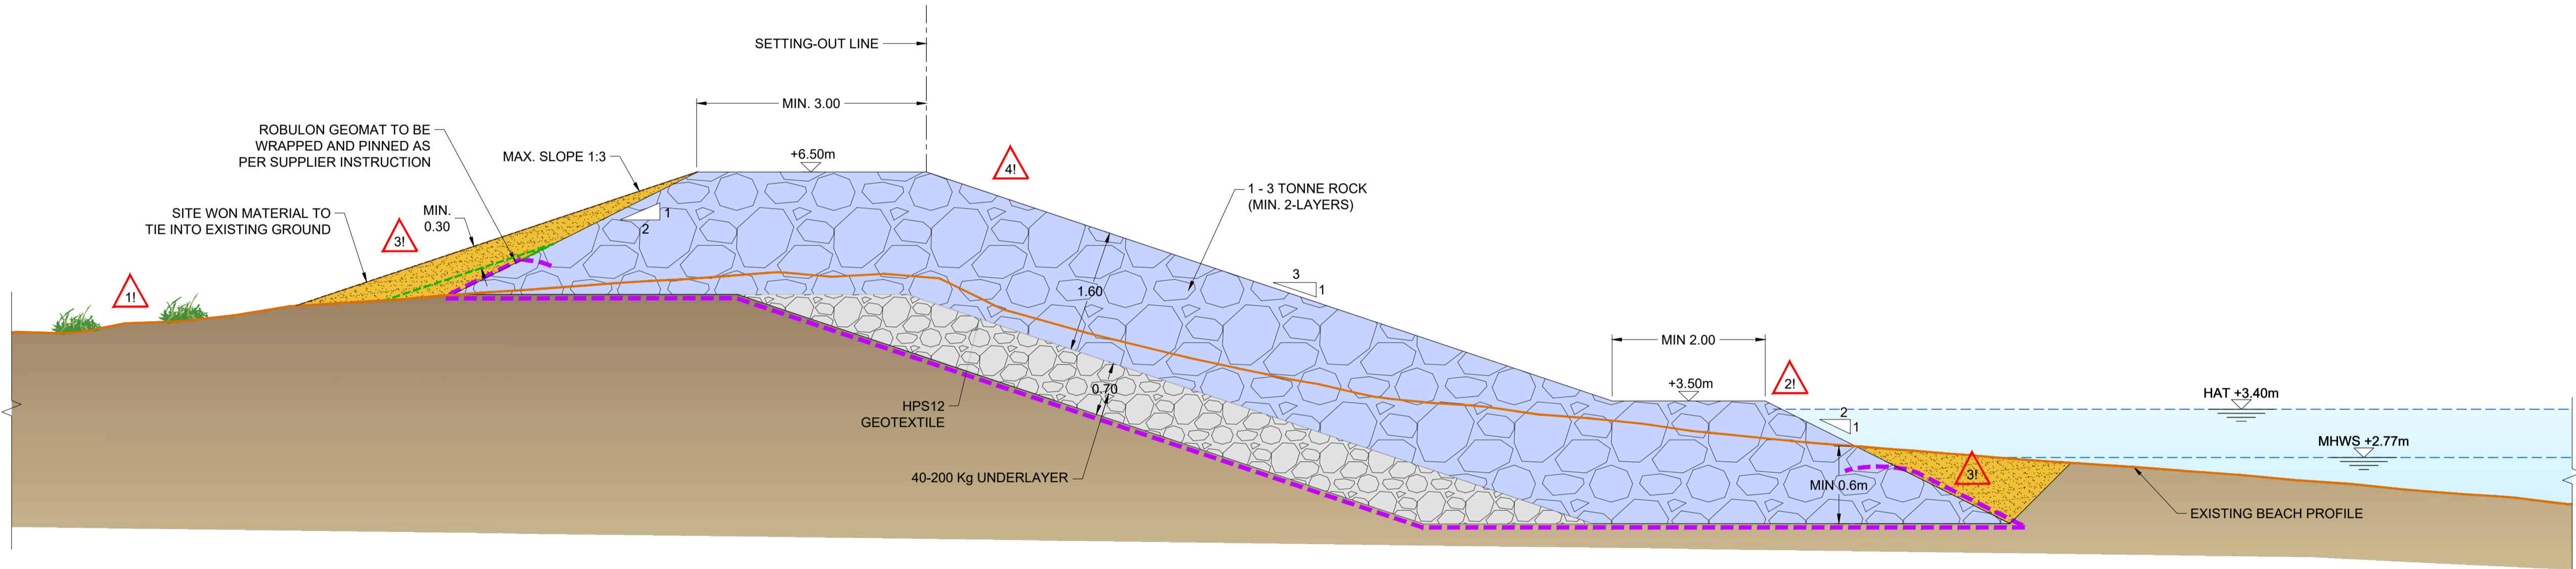 SETTING-OUT LINE
MIN. 3.00
ROBULON GEOMAT TO BE
WRAPPED AND PINNED AS
PER SUPPLIER INSTRUCTION
MAX. SLOPE 1:3
+6.50m
4!
1 - 3 TONNE ROCK
(MIN. 2-LAYERS)
SITE WON MATERIAL TO
TIE INTO EXISTING GROUND
MIN.
0.30
3!
1
2
1!
1.60
3
1
MIN 2.00
+3.50m
2!
0.70
HPS12
GEOTEXTILE
40-200 Kg UNDERLAYER
2
1
HAT +3.40m
MHWS +2.77m
MIN 0.6m
3!
EXISTING BEACH PROFILE